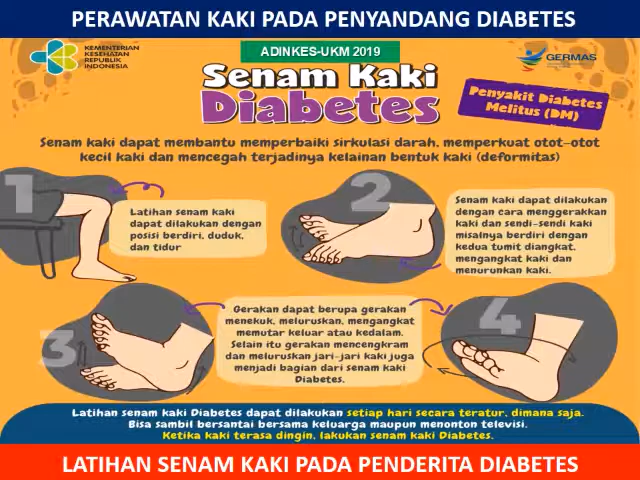 PERAWATAN KAKI PADA PENYANDANG DIABETES
KEMENTERIAN
KESEHATAN
REPUBLIK
INDONESIA
ADINKES-UKM 2019
GERMAS
Senam Kaki
Diabetes
Penyakit Diabetes
Melitus (DM)
Senam kaki dapat membantu memperbaiki sirkulasi darah, memperkuat otot-otot
kecil kaki dan mencegah terjadinya kelainan bentuk kaki (deformitas)
1
Latihan senam kaki
dapat dilakukan dengan
posisi berdiri, duduk,
dan tidur
2
Senam kaki dapat dilakukan
dengan cara menggerakkan
kaki dan sendi-sendi kaki
misalnya berdiri dengan
kedua tumit diangkat,
mengangkat kaki dan
menurunkan kaki.
3
Gerakan dapat berupa gerakan
menekuk, meluruskan, mengangkat
memutar keluar atau kedalam.
Selain itu gerakan mencengkram
dan meluruskan jari-jari kaki juga
menjadi bagian dari senam kaki
Diabetes.
4
Latihan senam kaki Diabetes dapat dilakukan setiap hari secara teratur, dimana saja.
Bisa sambil bersantai bersama keluarga maupun menonton televisi.
Ketika kaki terasa dingin, lakukan senam kaki Diabetes.
LATIHAN SENAM KAKI PADA PENDERITA DIABETES